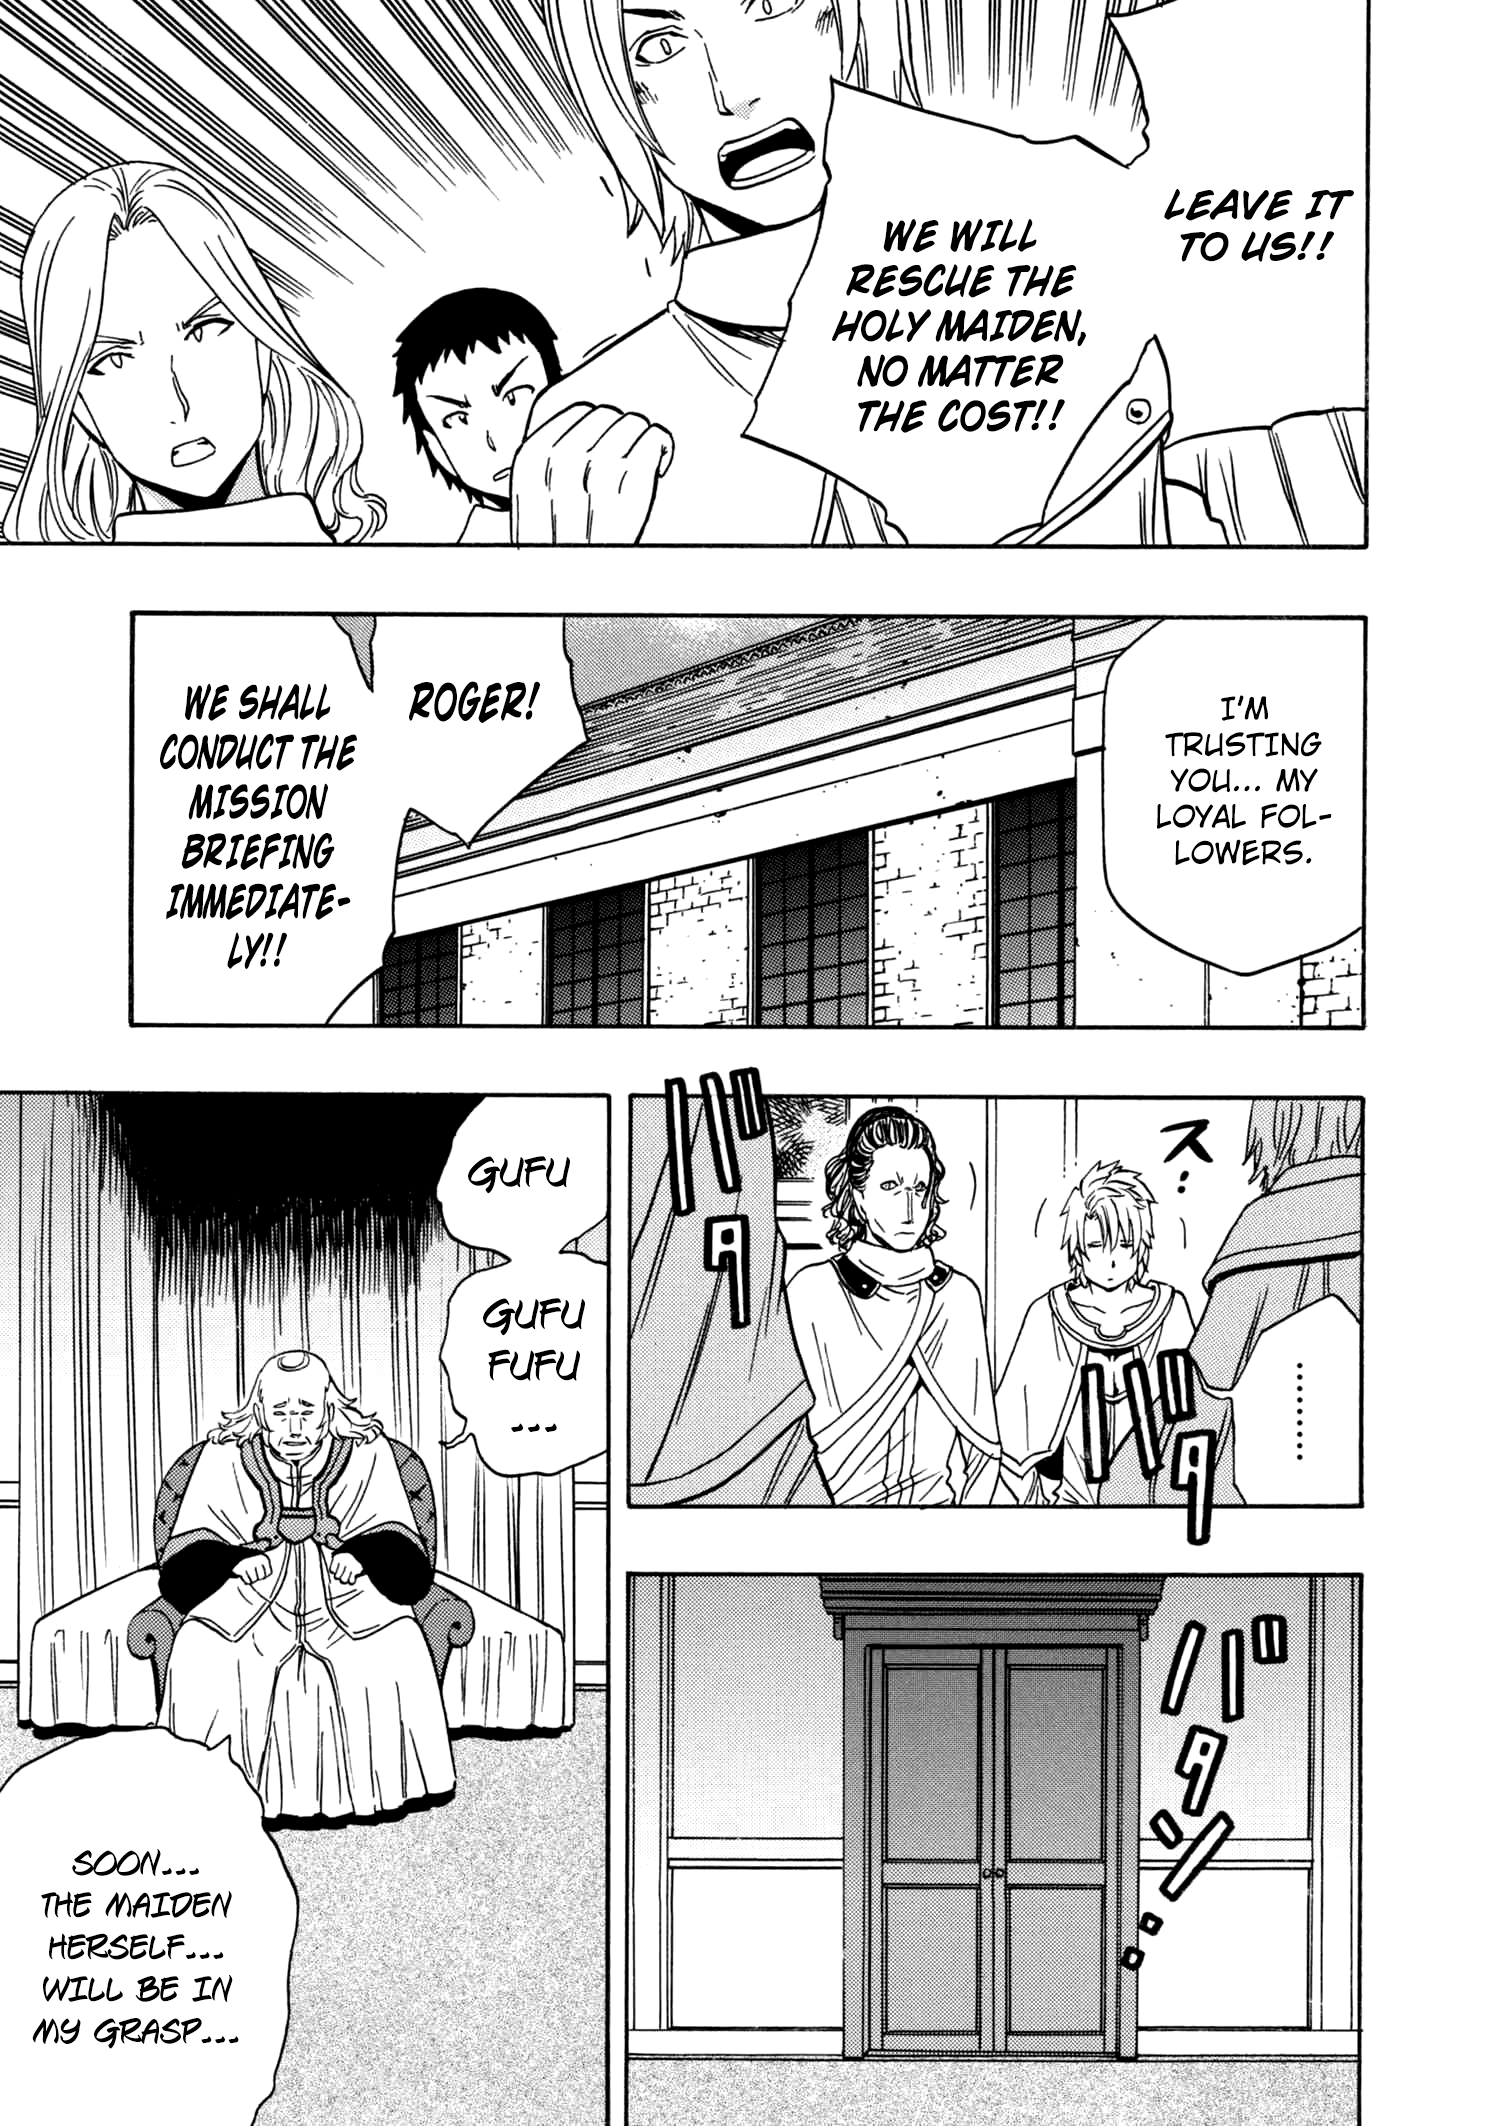 LEAVE IT
TO US!!
WE WILL
RESCUE THE
HOLY MAIDEN,
NO MATTER
THE COST!!
I'M
TRUSTING
YOU... MY
LOYAL FOL-
LOWERS.
ROGER!
WE SHALL
CONDUCT THE
MISSION
BRIEFING
IMMEDIATE-
LY!!
ス..
バタ
バタ
.......
バタン..
GUFU
GUFU
FUFU
...
SOON...
THE MAIDEN
HERSELF...
WILL BE IN
MY GRASP...